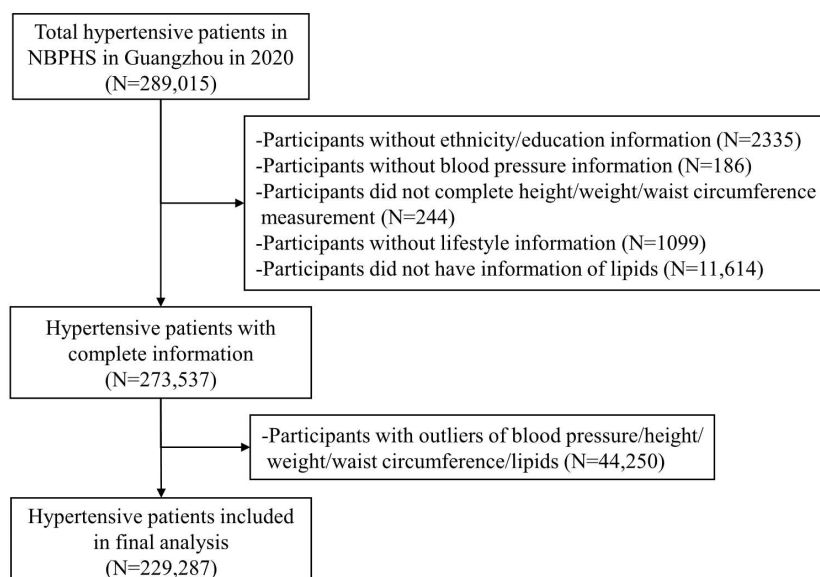 Total hypertensive patients in
NBPHS in Guangzhou in 2020
(N=289,015)
-Participants without ethnicity/education information (N=2335)
-Participants without blood pressure information (N=186)
-Participants did not complete height/weight/waist circumference
measurement (N=244)
-Participants without lifestyle information (N=1099)
-Participants did not have information of lipids (N=11,614)
Hypertensive patients with
complete information
(N=273,537)
-Participants with outliers of blood pressure/height/
weight/waist circumference/lipids (N=44,250)
Hypertensive patients included
in final analysis
(N=229,287)